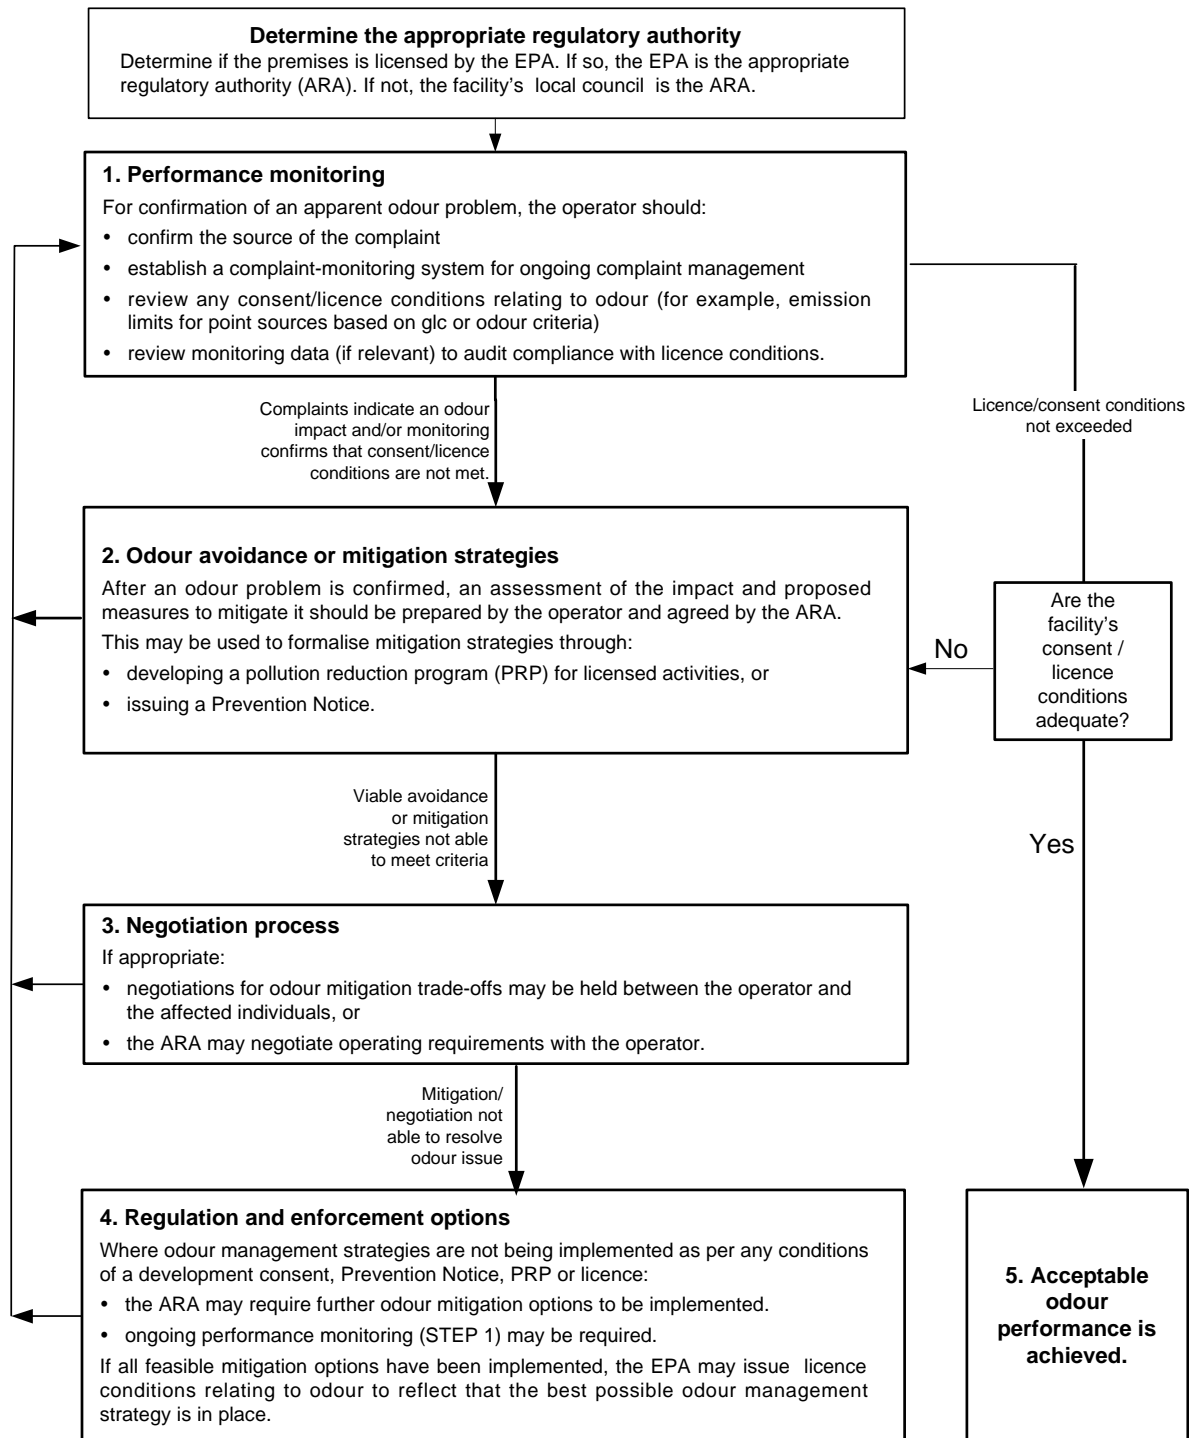 Determine the appropriate regulatory authority
Determine if the premises is licensed by the EPA. If so, the EPA is the appropriate
regulatory authority (ARA). If not, the facility's local council is the ARA.
1. Performance monitoring
For confirmation of an apparent odour problem, the operator should:
• confirm the source of the complaint
• establish a complaint-monitoring system for ongoing complaint management
• review any consent/licence conditions relating to odour (for example, emission
limits for point sources based on glc or odour criteria)
• review monitoring data (if relevant) to audit compliance with licence conditions.
Complaints indicate an odour
impact and/or monitoring
confirms that consent/licence
conditions are not met.
Licence/consent conditions
not exceeded
2. Odour avoidance or mitigation strategies
After an odour problem is confirmed, an assessment of the impact and proposed
measures to mitigate it should be prepared by the operator and agreed by the ARA.
This may be used to formalise mitigation strategies through:
• developing a pollution reduction program (PRP) for licensed activities, or
• issuing a Prevention Notice.
No
Are the
facility's
consent /
licence
conditions
adequate?
Viable avoidance
or mitigation
strategies not able
to meet criteria
Yes
3. Negotiation process
If appropriate:
• negotiations for odour mitigation trade-offs may be held between the operator and
the affected individuals, or
• the ARA may negotiate operating requirements with the operator.
Mitigation/
negotiation not
able to resolve
odour issue
4. Regulation and enforcement options
Where odour management strategies are not being implemented as per any conditions
of a development consent, Prevention Notice, PRP or licence:
• the ARA may require further odour mitigation options to be implemented.
• ongoing performance monitoring (STEP 1) may be required.
If all feasible mitigation options have been implemented, the EPA may issue licence
conditions relating to odour to reflect that the best possible odour management
strategy is in place.
5. Acceptable
odour
performance is
achieved.